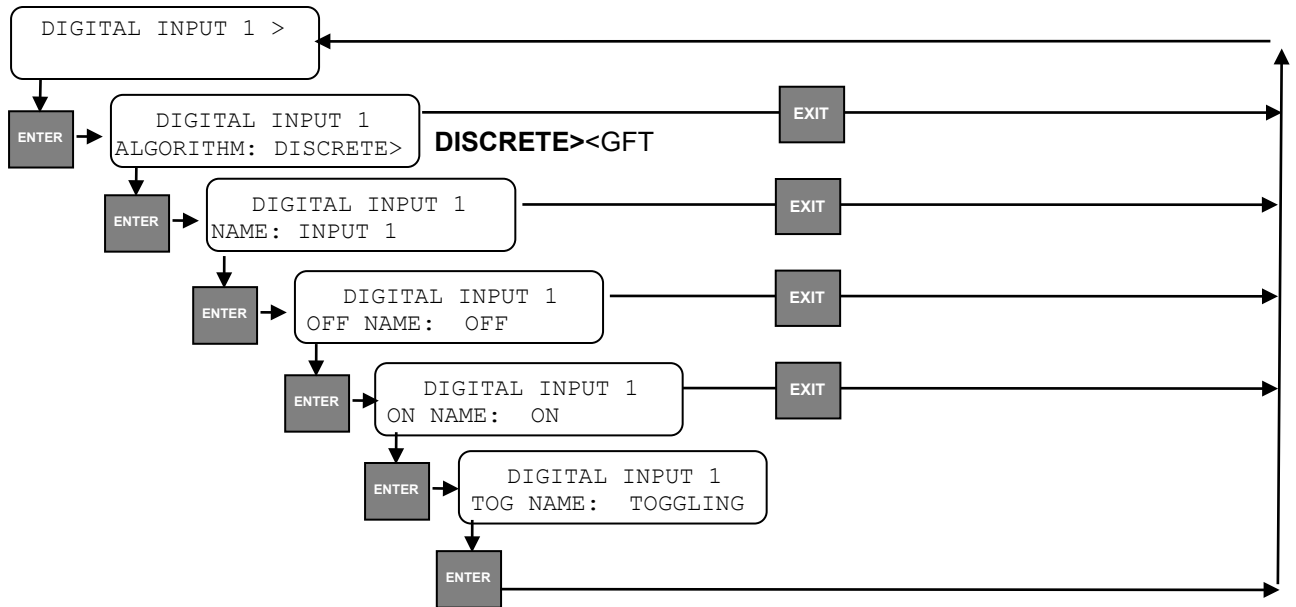 DIGITAL INPUT 1 >
ENTER
DIGITAL INPUT 1
ALGORITHM: DISCRETE>
DISCRETE><GFT
EXIT
ENTER
DIGITAL INPUT 1
NAME: INPUT 1
EXIT
ENTER
DIGITAL INPUT 1
OFF NAME: OFF
EXIT
ENTER
DIGITAL INPUT 1
ON NAME: ON
EXIT
ENTER
DIGITAL INPUT 1
TOG NAME: TOGGLING
ENTER